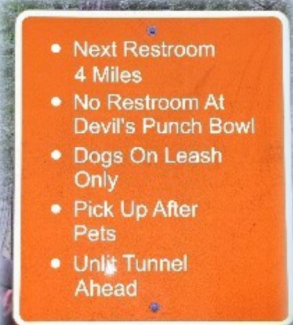 • Next Restroom
4 Miles
• No Restroom At
Devil's Punch Bowl
• Dogs On Leash
Only
• Pick Up After
Pets
• Unlit Tunnel
Ahead